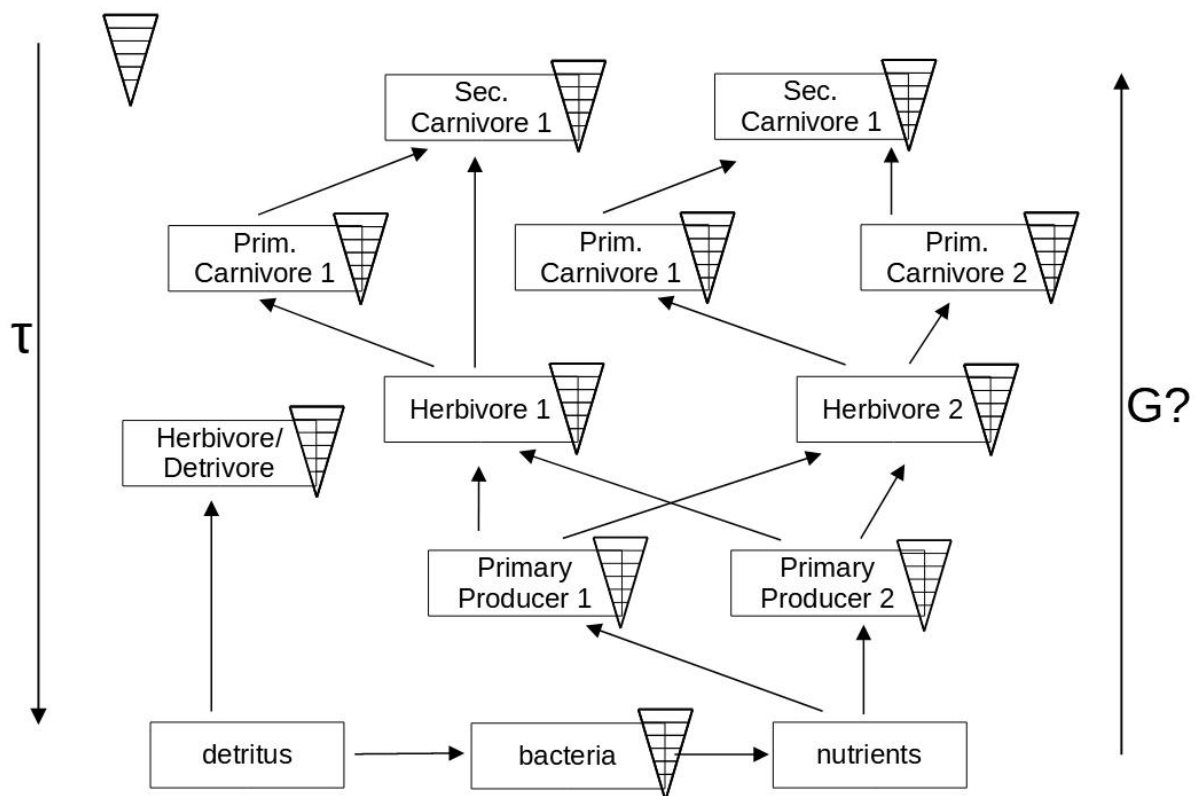 Sec.
Carnivore 1
Sec.
Carnivore 1
Prim.
Carnivore 1
Prim.
Carnivore 1
Prim.
Carnivore 2
τ
Herbivore 1
Herbivore 2
G?
Herbivore/
Detrivore
Primary
Producer 1
Primary
Producer 2
detritus
bacteria
nutrients